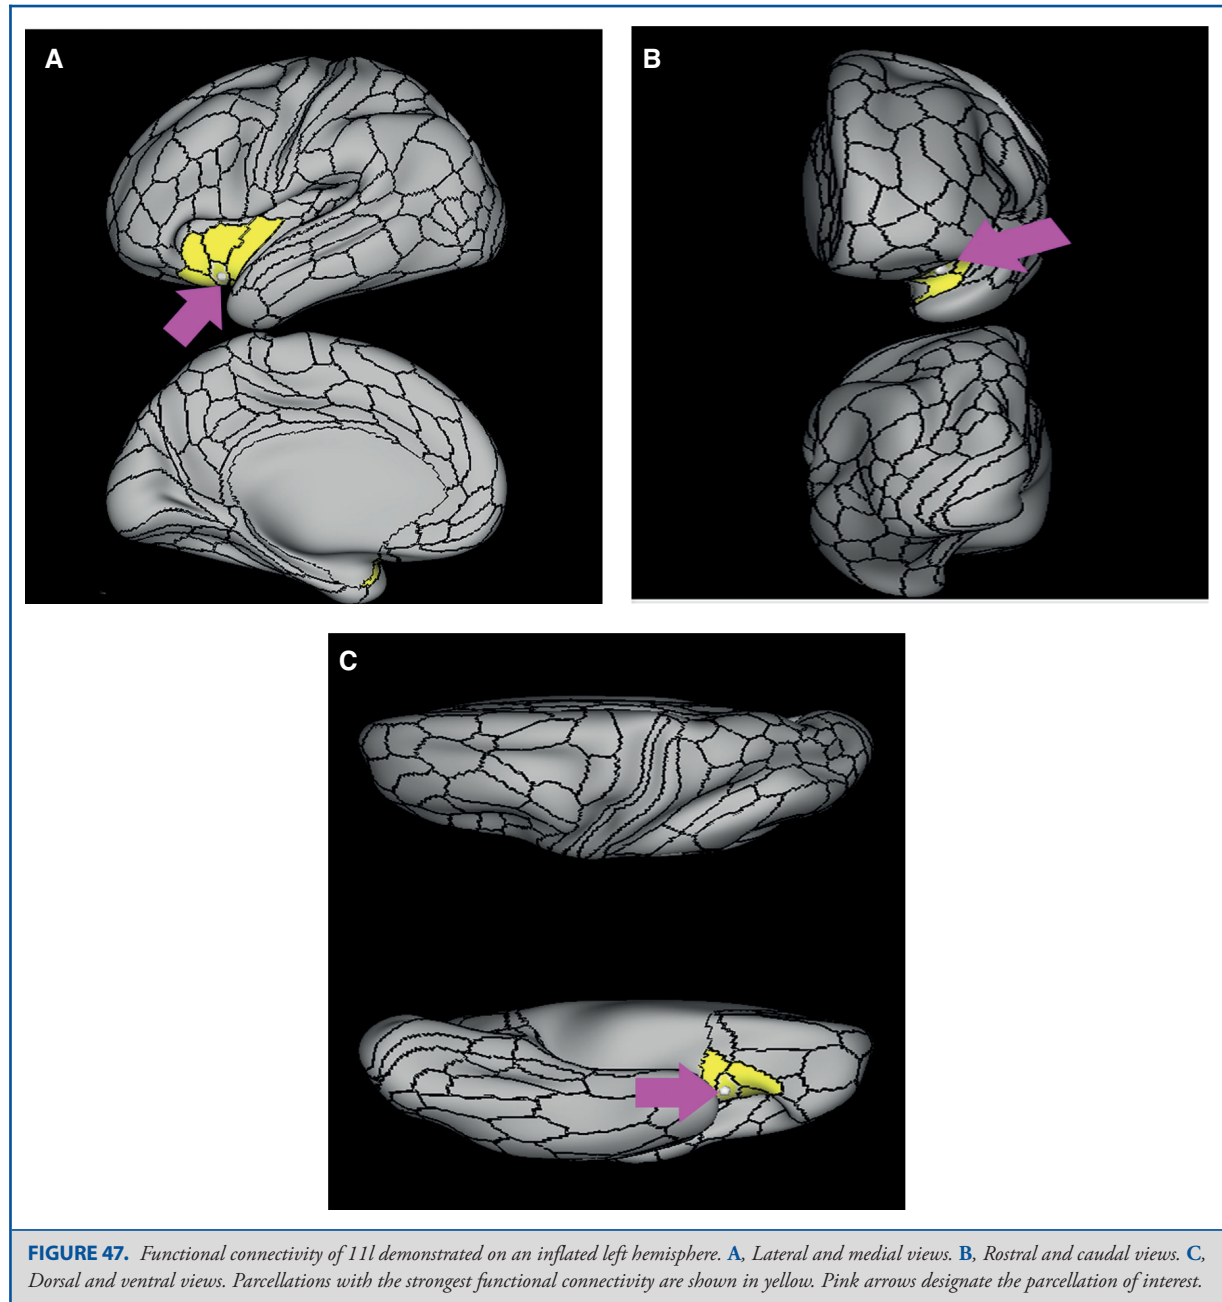 A
B
C
FIGURE 47. Functional connectivity of 11l demonstrated on an inflated left hemisphere. A, Lateral and medial views. B, Rostral and caudal views. C,
Dorsal and ventral views. Parcellations with the strongest functional connectivity are shown in yellow. Pink arrows designate the parcellation of interest.